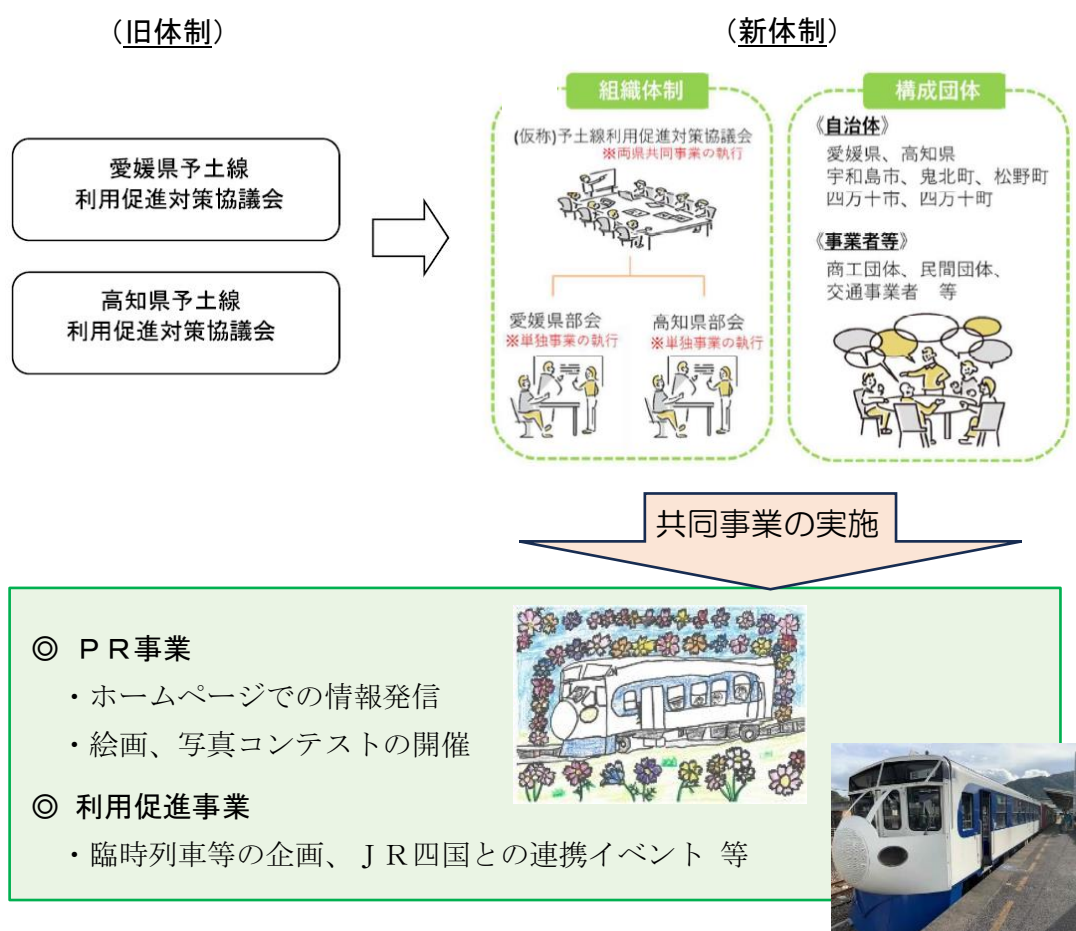 （旧体制）
愛媛県予土線
利用促進対策協議会
高知県予土線
利用促進対策協議会
（新体制）
組織体制
(仮称)予土線利用促進対策協議会
※両県共同事業の執行
愛媛県部会
※単独事業の執行
高知県部会
※単独事業の執行
構成団体
《自治体》
愛媛県、高知県
宇和島市、鬼北町、松野町
四万十市、四万十町
《事業者等》
商工団体、民間団体、
交通事業者　等
共同事業の実施
◎ ＰＲ事業
・ホームページでの情報発信
・絵画、写真コンテストの開催
◎ 利用促進事業
・臨時列車等の企画、ＪＲ四国との連携イベント 等